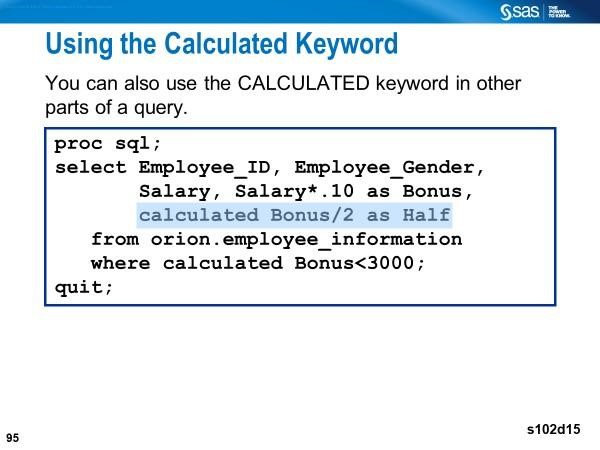 sas THE
POWER
TO KNOW.
Using the Calculated Keyword
You can also use the CALCULATED keyword in other
parts of a query.
proc sql;
select Employee_ID, Employee_Gender,
Salary, Salary*.10 as Bonus,
calculated Bonus/2 as Half
from orion.employee_information
where calculated Bonus<3000;
quit;
95
s102d15